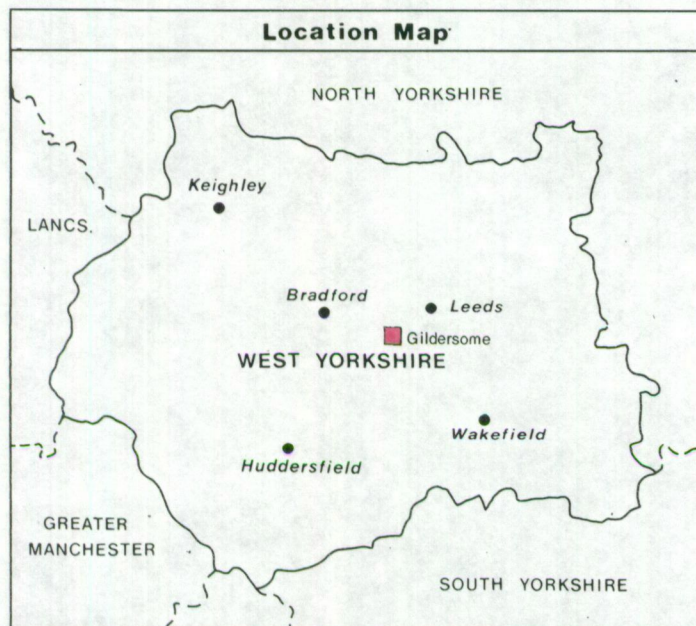 Location Map
NORTH YORKSHIRE
Keighley
LANCS.
Bradford
Leeds
Gildersome
WEST YORKSHIRE
Wakefield
Huddersfield
GREATER
MANCHESTER
SOUTH YORKSHIRE